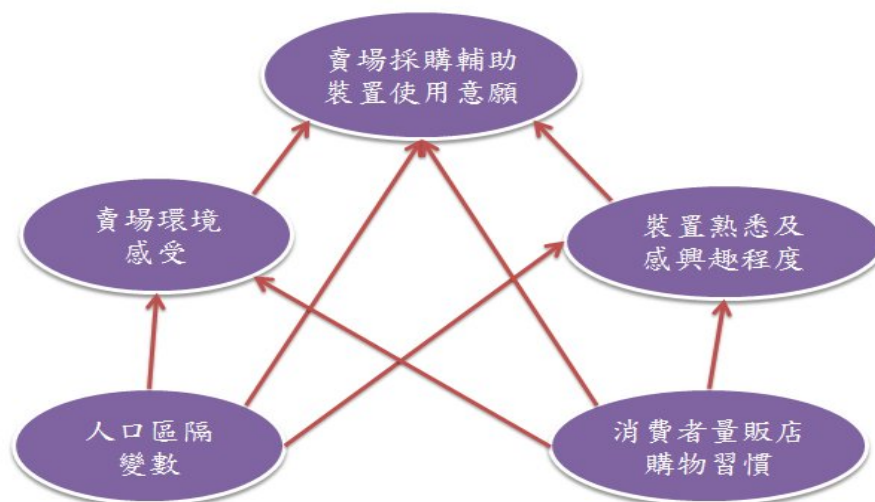 賣場採購輔助
裝置使用意願
賣場環境
感受
裝置熟悉及
感興趣程度
人口區隔
變數
消費者量販店
購物習慣